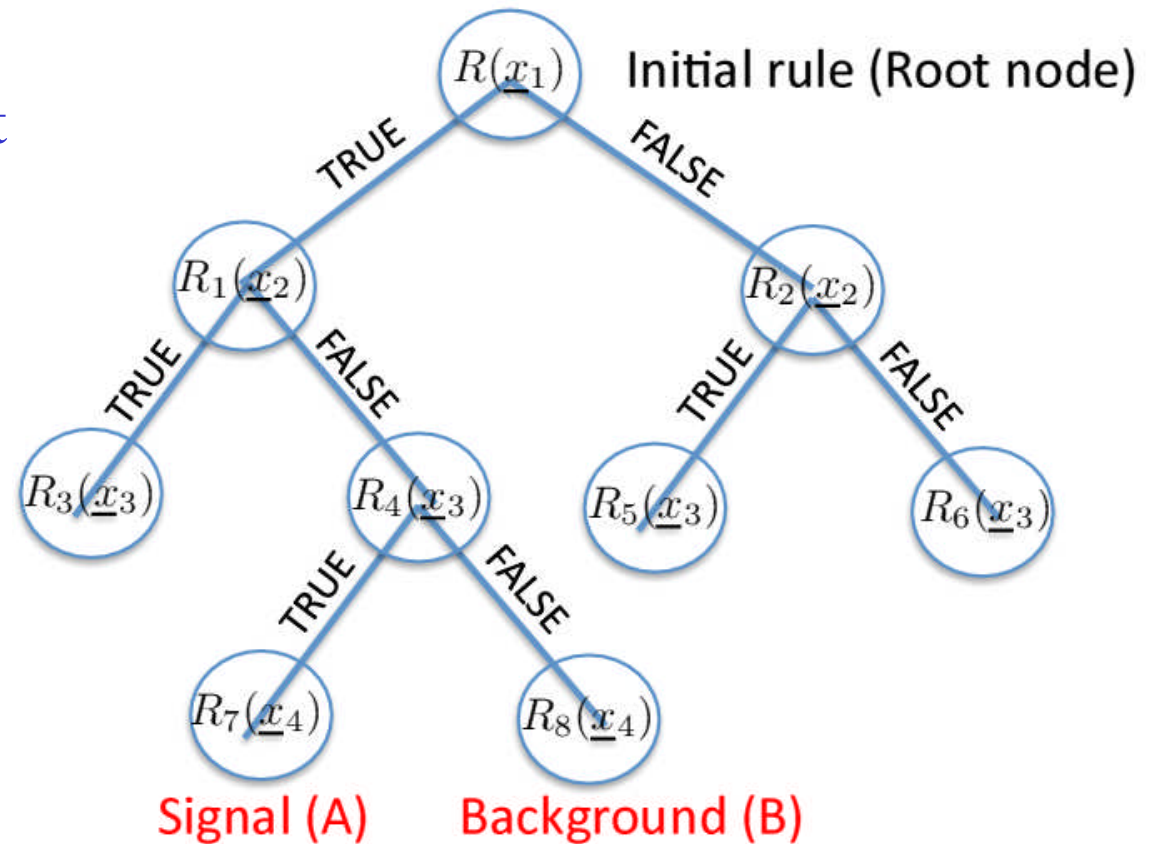 R(x₁) Initial rule (Root node)
t
TRUE FALSE
R₁(x₂) R₂(x₂)
TRUE FALSE TRUE FALSE
R₃(x₃) R₄(x₃) R₅(x₃) R₆(x₃)
TRUE FALSE
R₇(x₄) R₈(x₄)
Signal (A) Background (B)